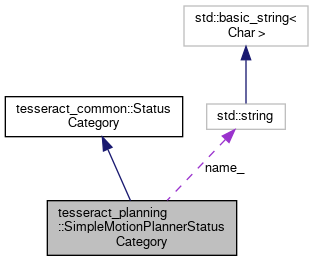 std::basic_string<
Char >
tesseract_common::Status
Category
std::string
name_
tesseract_planning
::SimpleMotionPlannerStatus
Category